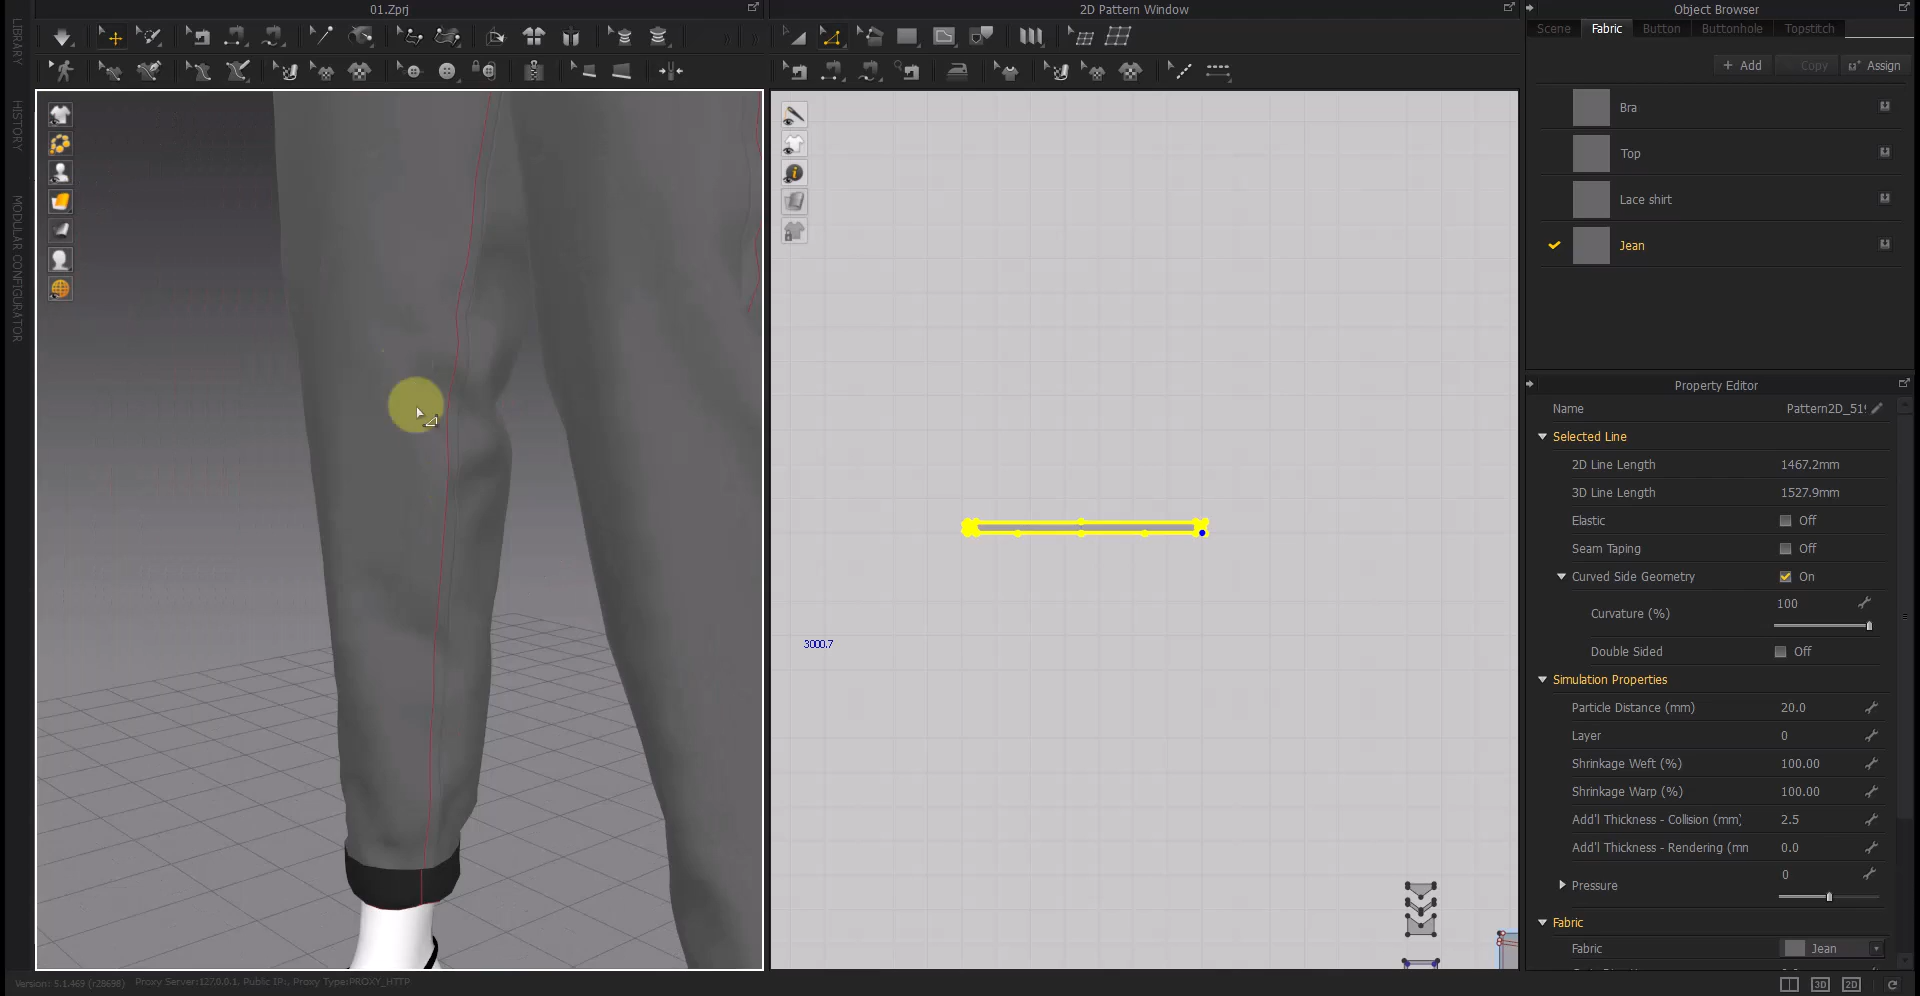 01.Zprj
2D Pattern Window
Object Browser
Scene
Fabric
Button
Buttonhole
Topstitch
+ Add
Copy
Assign
LIBRARY
HISTORY
MODULAR CONFIGURATOR
Bra
Top
Lace shirt
Jean
3000.7
Property Editor
Name Pattern2D_519
Selected Line
2D Line Length 1467.2mm
3D Line Length 1527.9mm
Elastic Off
Seam Taping Off
Curved Side Geometry On
Curvature (%) 100
Double Sided Off
Simulation Properties
Particle Distance (mm) 20.0
Layer 0
Shrinkage Weft (%) 100.00
Shrinkage Warp (%) 100.00
Add'l Thickness - Collision (mm) 2.5
Add'l Thickness - Rendering (mm 0.0
Pressure 0
Fabric
Fabric Jean
Version: 5.1.469 (r28698) Proxy Server:127.0.0.1, Public IP:, Proxy Type:PROXY_HTTP
3D
2D